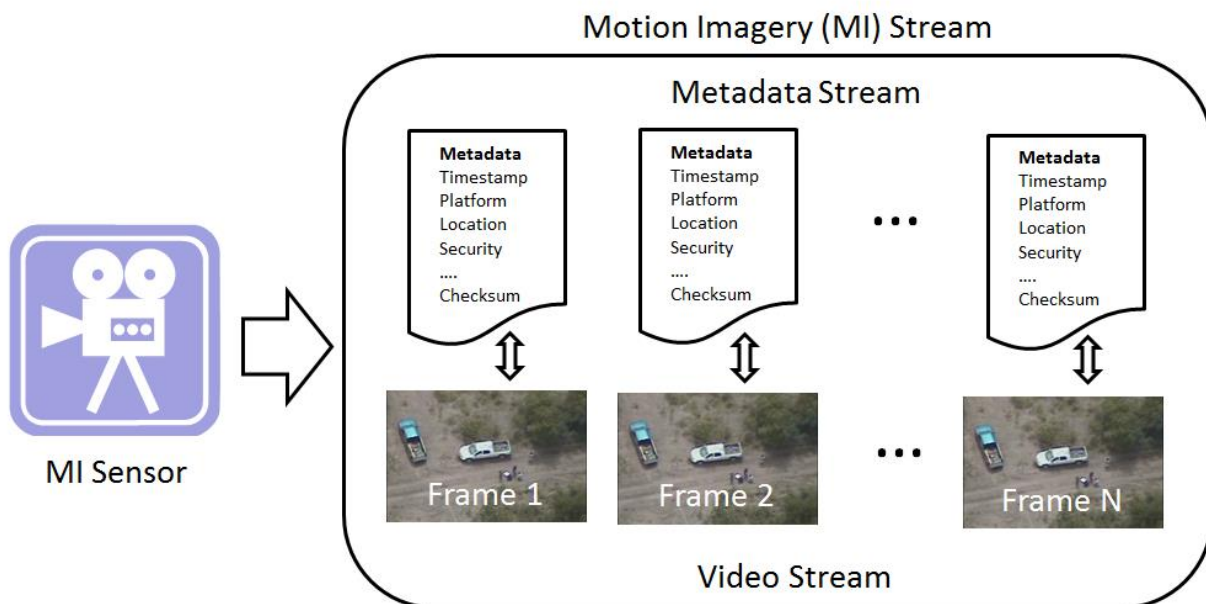 Motion Imagery (MI) Stream
Metadata Stream
Metadata
Timestamp
Platform
Location
Security
....
Checksum
Metadata
Timestamp
Platform
Location
Security
....
Checksum
...
Metadata
Timestamp
Platform
Location
Security
....
Checksum
MI Sensor
Frame 1
Frame 2
...
Frame N
Video Stream